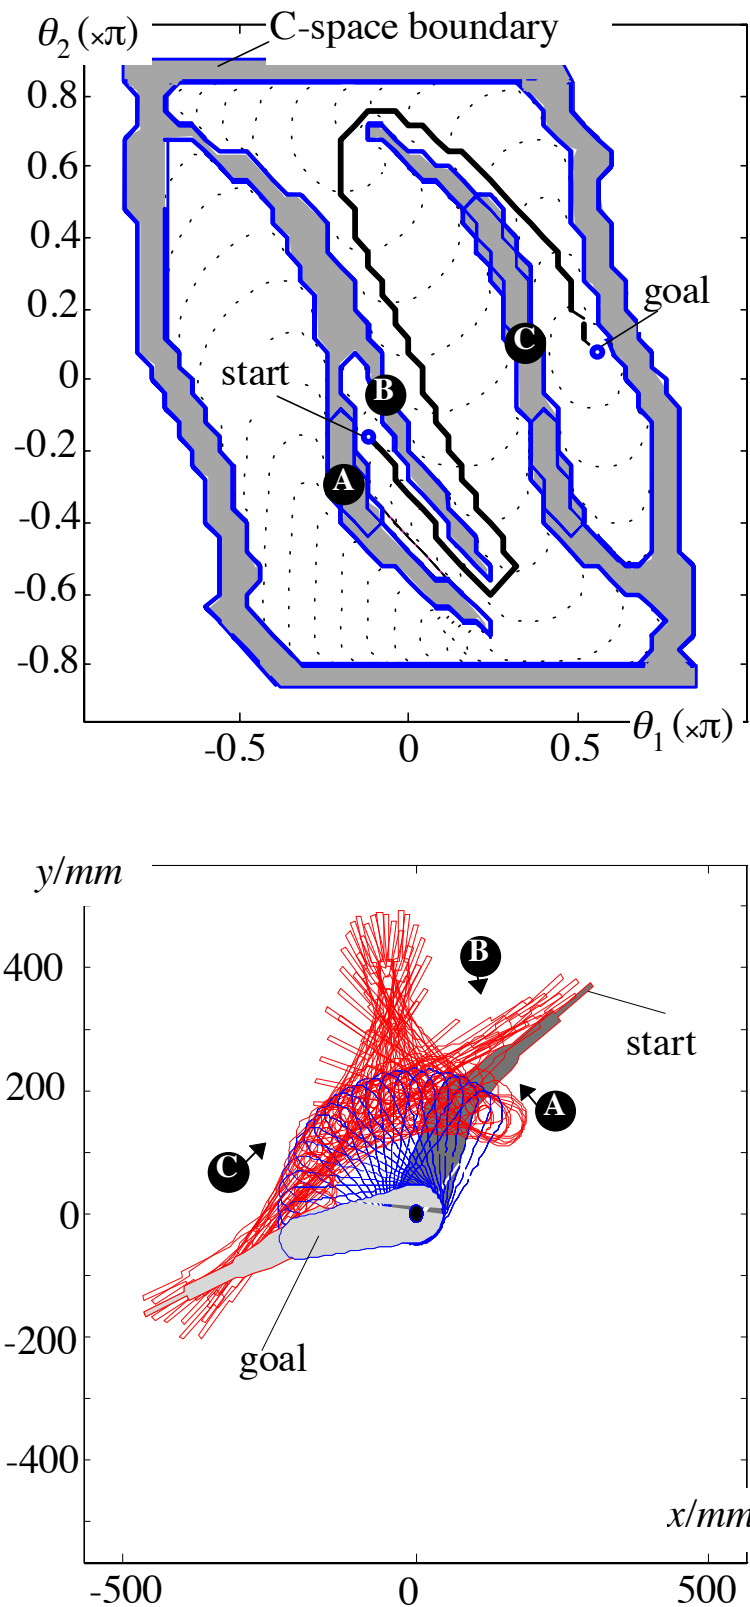 θ2 (×π)
C-space boundary
0.8
0.6
0.4
0.2
goal
C
0
start
B
-0.2
A
-0.4
-0.6
-0.8
θ1 (×π)
-0.5
0
0.5
y/mm
B
400
start
200
A
C
0
-200
goal
-400
x/mm
-500
0
500